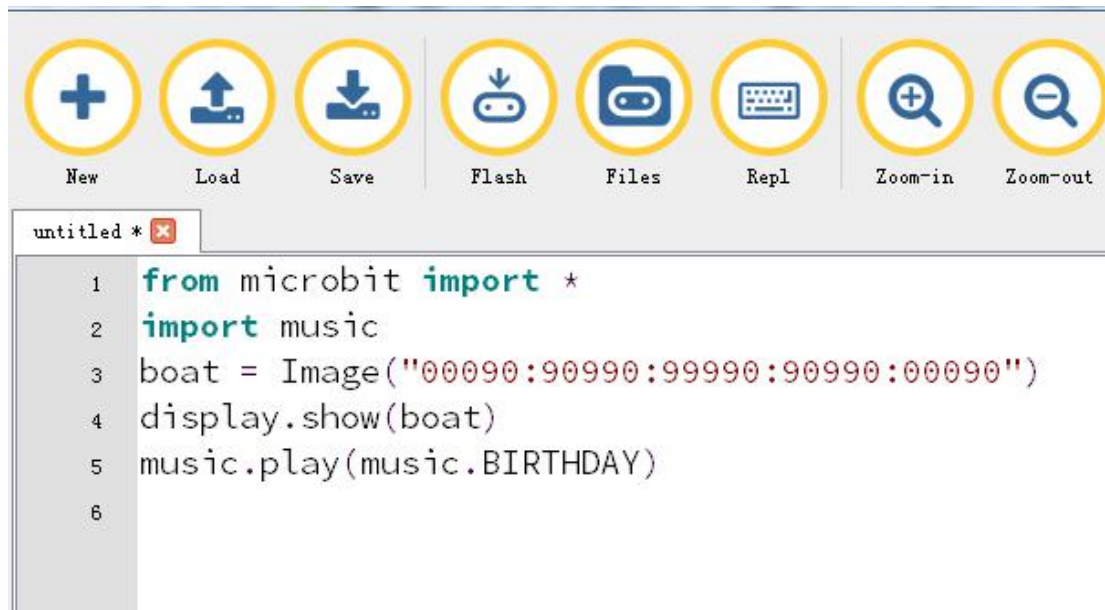 New Load Save Flash Files Repl Zoom-in Zoom-out
untitled *
1 from microbit import *
2 import music
3 boat = Image("00090:90990:99990:90990:00090")
4 display.show(boat)
5 music.play(music.BIRTHDAY)
6